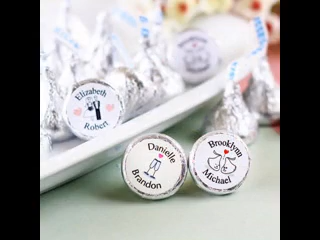 Elizabeth
Robert
Danielle
Brandon
Brooklynn
Michael